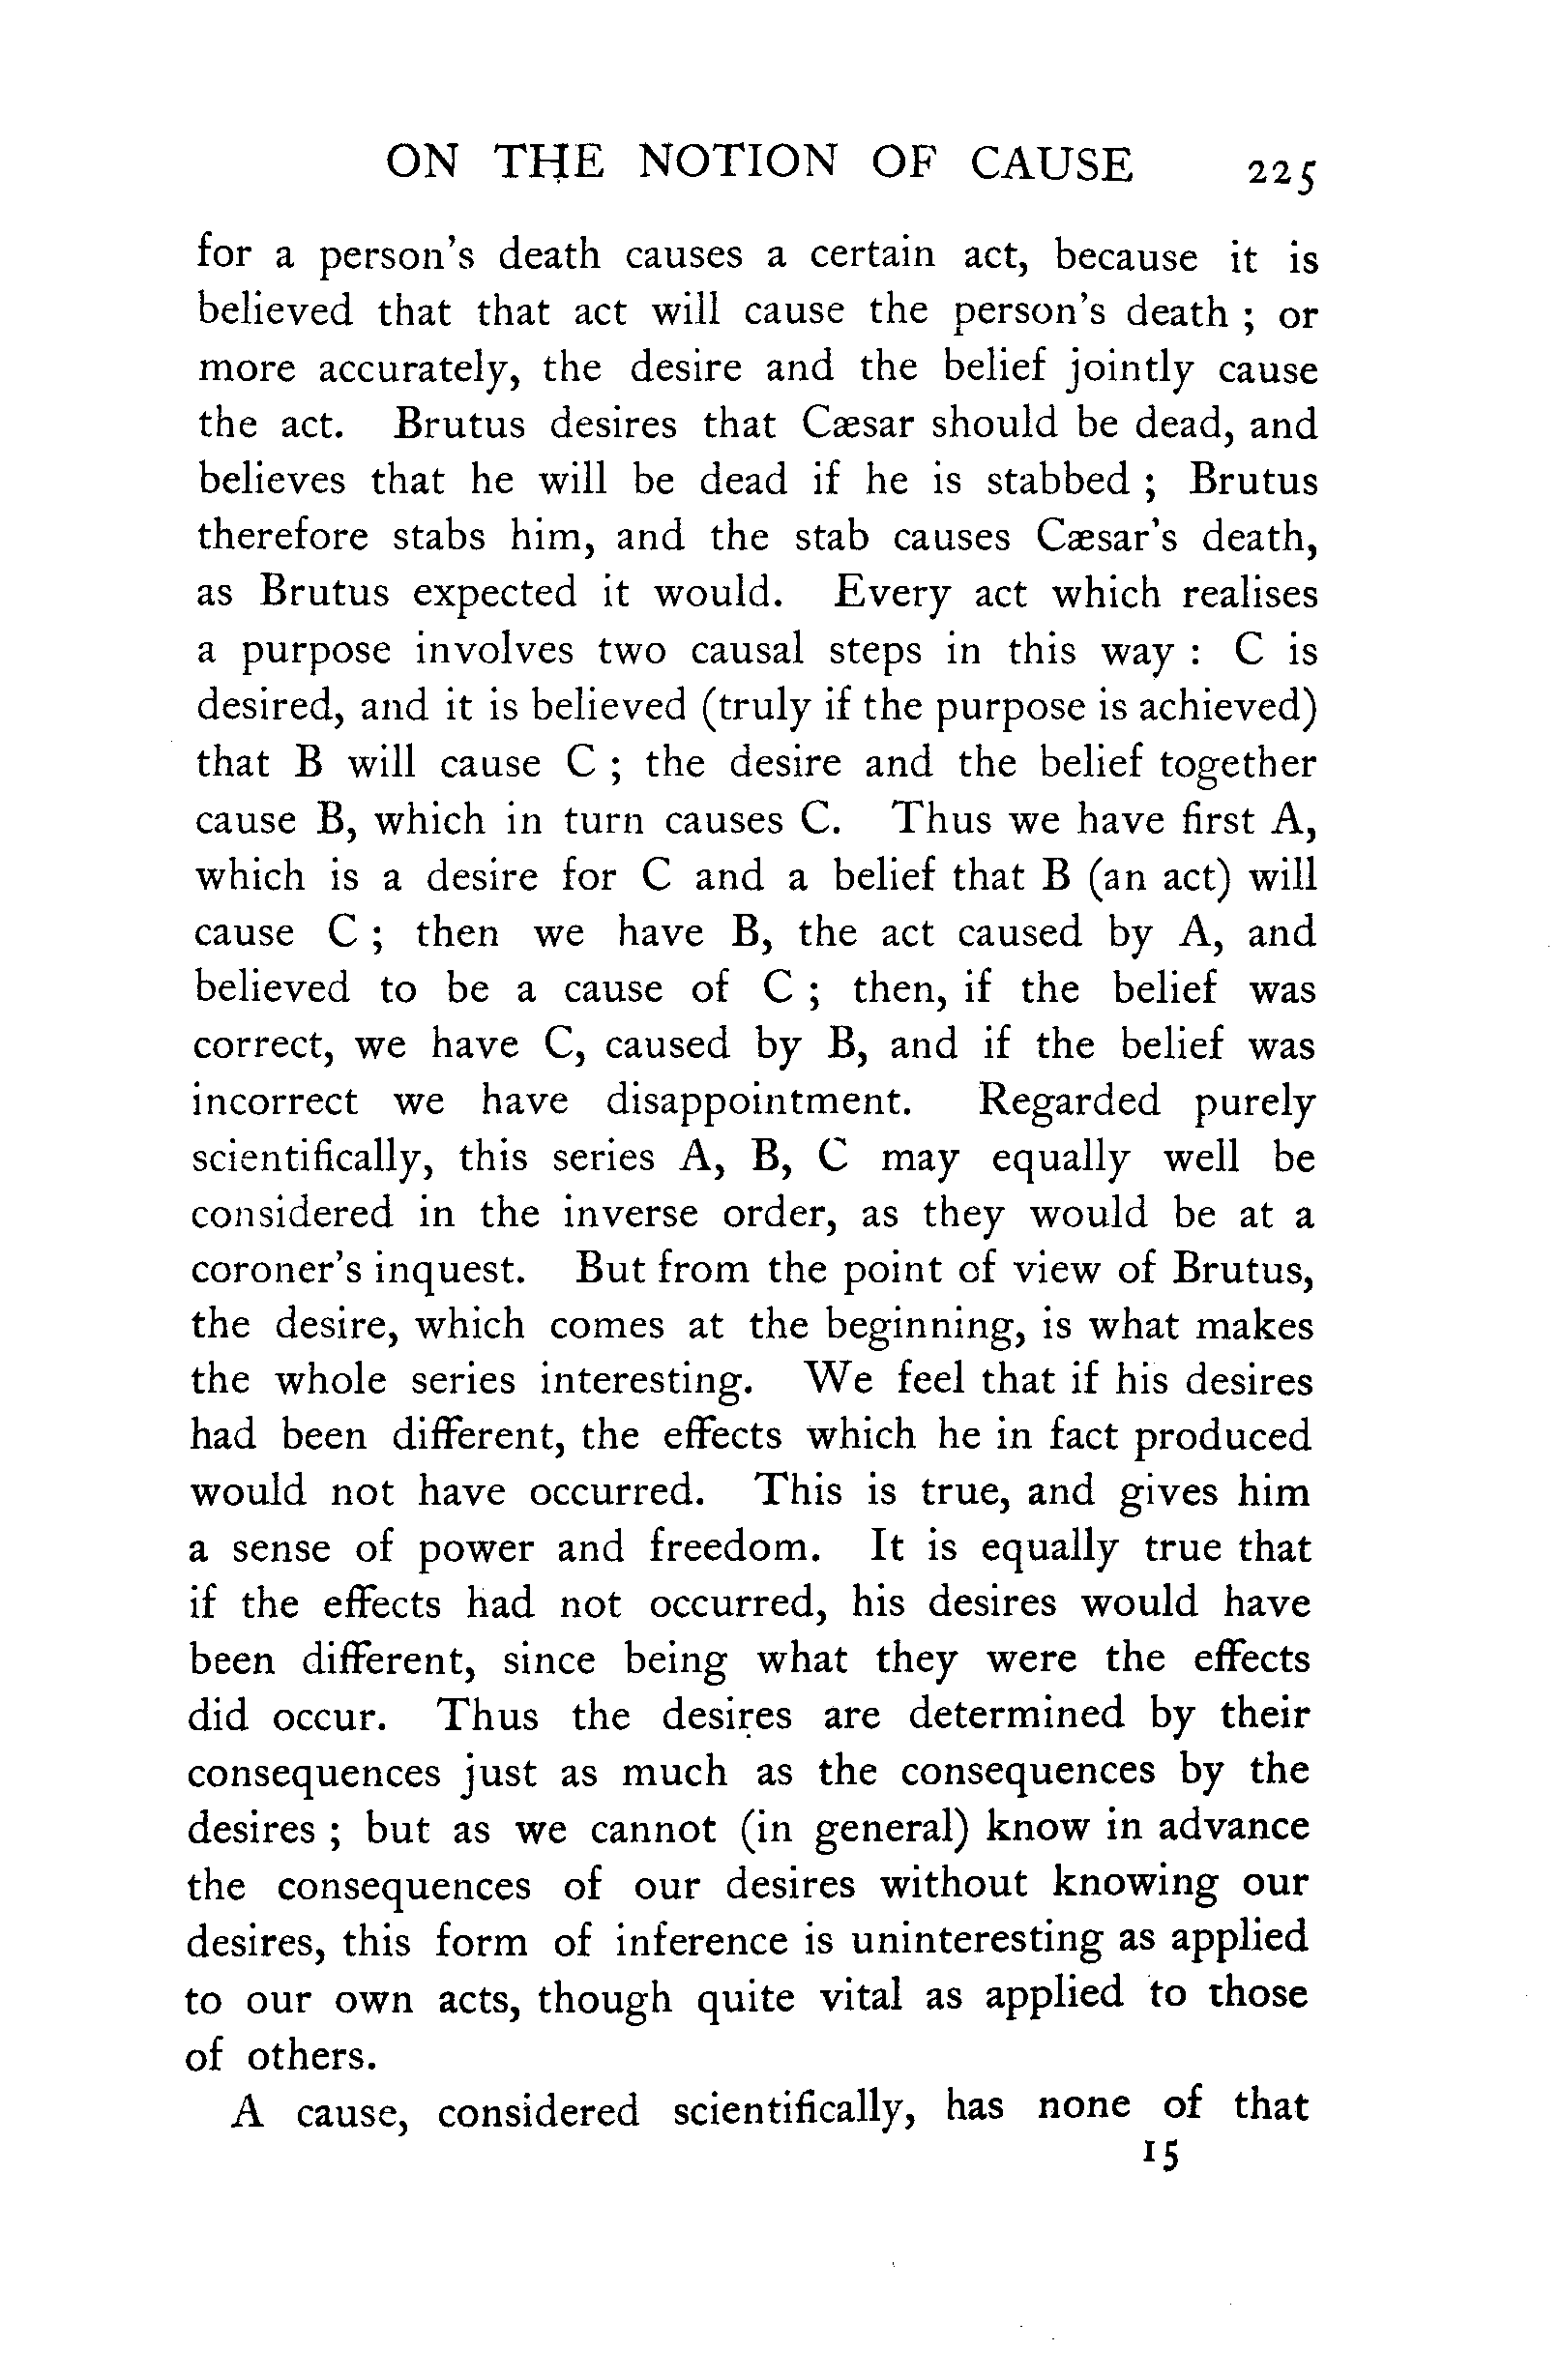 ON THE NOTION OF CAUSE 225
for a person's death causes a certain act, because it is
believed that that act will cause the person's death ; or
more accurately, the desire and the belief jointly cause
the act. Brutus desires that Cæsar should be dead, and
believes that he will be dead if he is stabbed ; Brutus
therefore stabs him, and the stab causes Cæsar's death,
as Brutus expected it would. Every act which realises
a purpose involves two causal steps in this way : C is
desired, and it is believed (truly if the purpose is achieved)
that B will cause C ; the desire and the belief together
cause B, which in turn causes C. Thus we have first A,
which is a desire for C and a belief that B (an act) will
cause C ; then we have B, the act caused by A, and
believed to be a cause of C ; then, if the belief was
correct, we have C, caused by B, and if the belief was
incorrect we have disappointment. Regarded purely
scientifically, this series A, B, C may equally well be
considered in the inverse order, as they would be at a
coroner's inquest. But from the point of view of Brutus,
the desire, which comes at the beginning, is what makes
the whole series interesting. We feel that if his desires
had been different, the effects which he in fact produced
would not have occurred. This is true, and gives him
a sense of power and freedom. It is equally true that
if the effects had not occurred, his desires would have
been different, since being what they were the effects
did occur. Thus the desires are determined by their
consequences just as much as the consequences by the
desires ; but as we cannot (in general) know in advance
the consequences of our desires without knowing our
desires, this form of inference is uninteresting as applied
to our own acts, though quite vital as applied to those
of others.
A cause, considered scientifically, has none of that
15